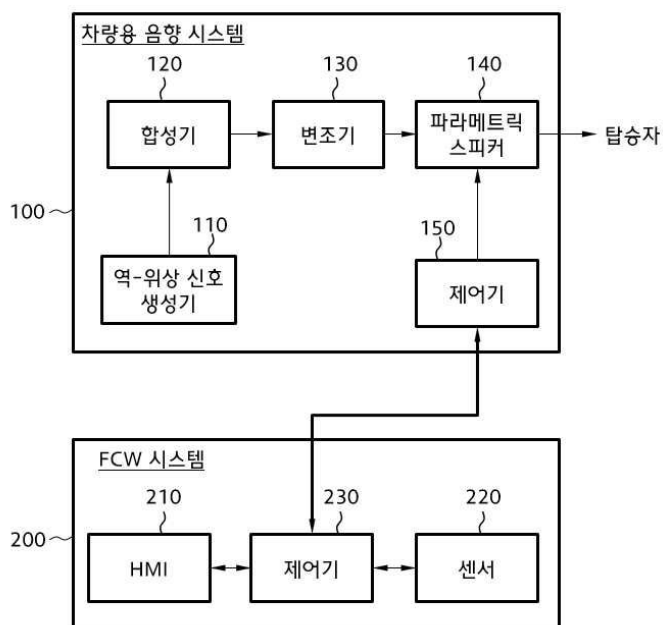 차량용 음향 시스템
120
130
140
합성기
변조기
파라메트릭
스피커
탑승자
100
110
150
역-위상 신호
생성기
제어기
FCW 시스템
210
230
220
200
HMI
제어기
센서